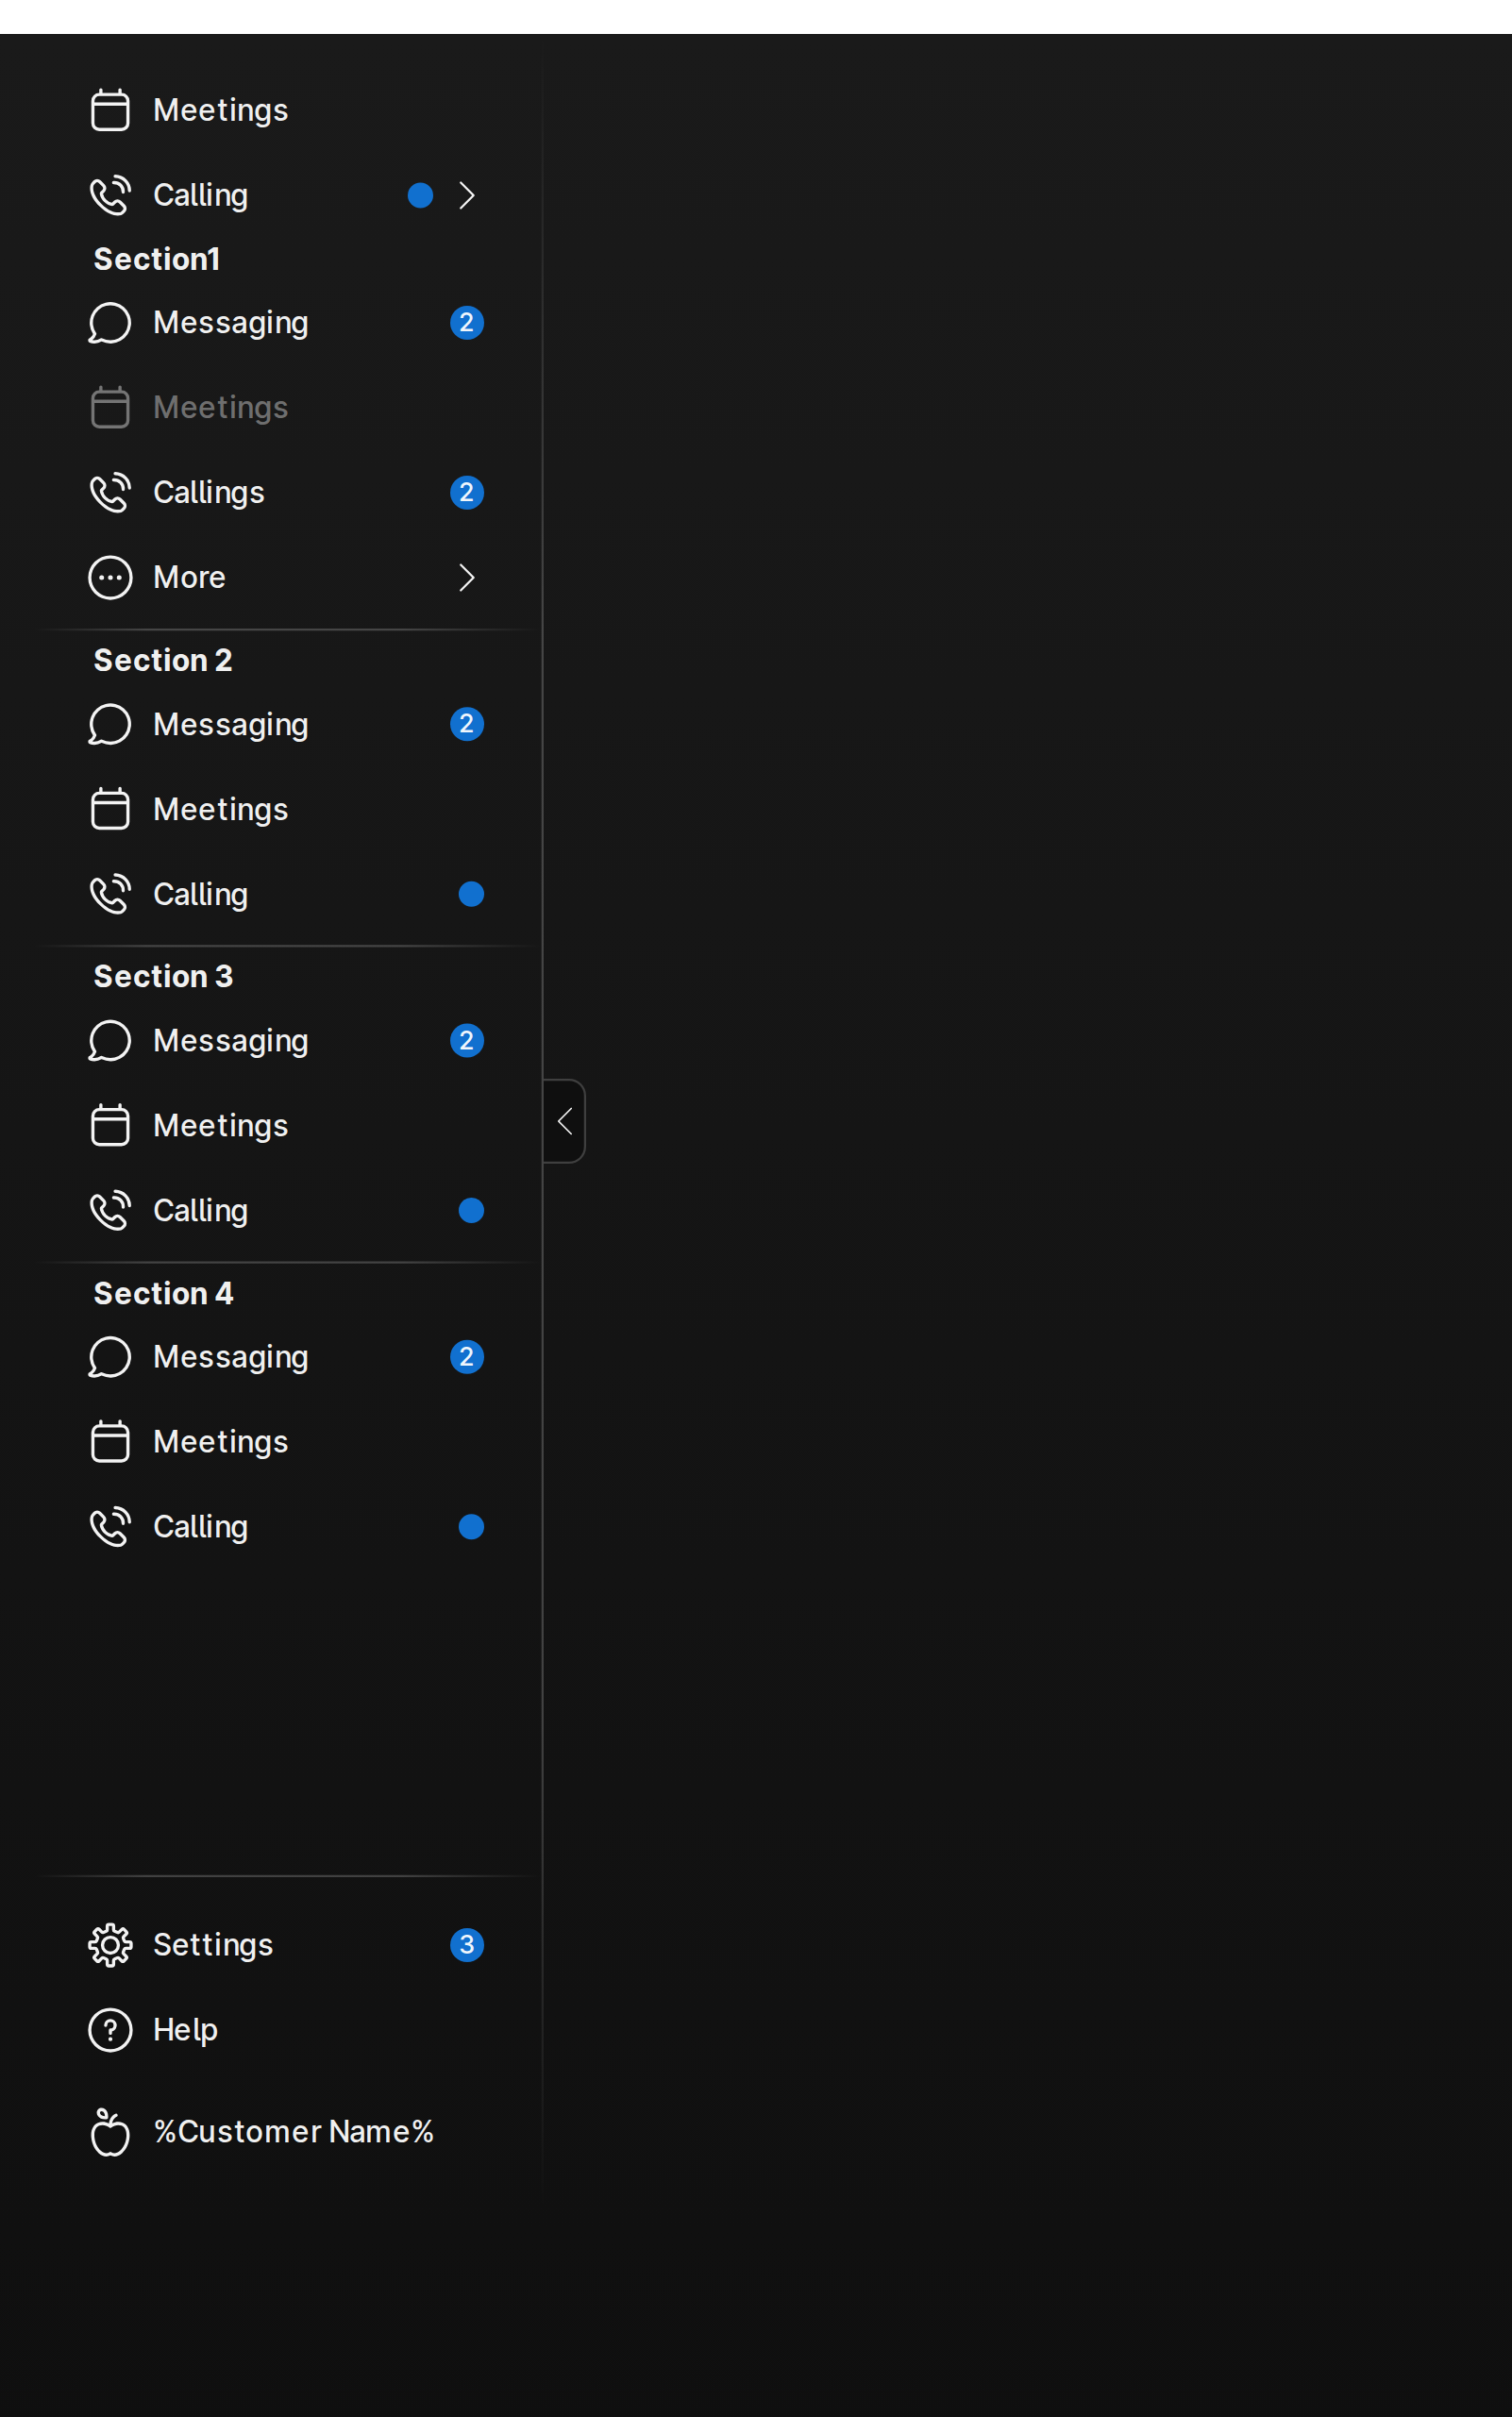 Meetings
Calling
Section1
Messaging 2
Meetings
Callings 2
More
Section 2
Messaging 2
Meetings
Calling
Section 3
Messaging 2
Meetings
Calling
Section 4
Messaging 2
Meetings
Calling
Settings 3
Help
%Customer Name%